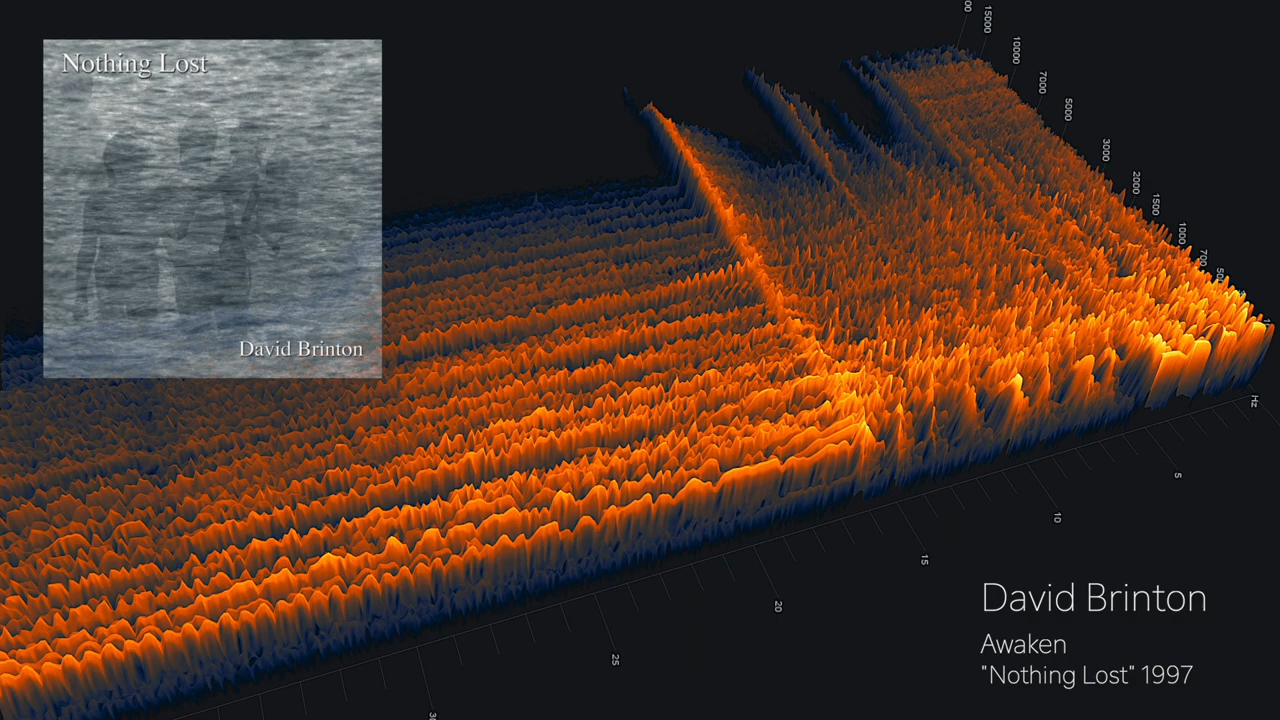 Nothing Lost
David Brinton
00
15000
10000
7000
5000
3000
2000
1500
1000
700
Hz
5
10
15
20
25
David Brinton
Awaken
"Nothing Lost" 1997